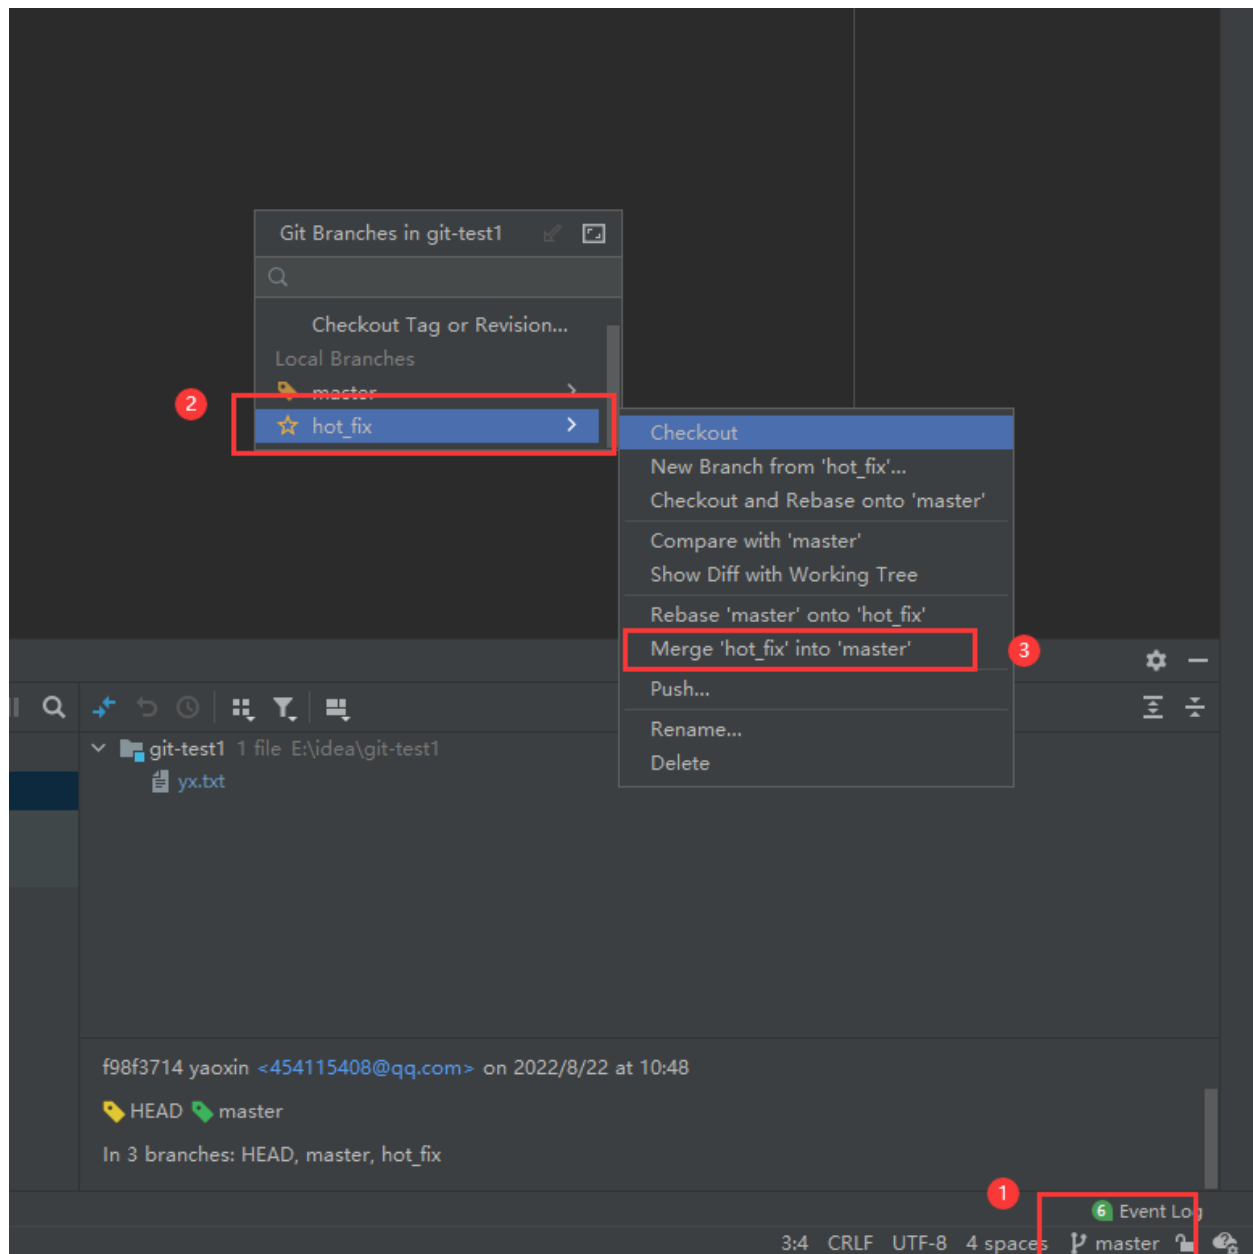 Git Branches in git-test1
Checkout Tag or Revision...
Local Branches
master
2
hot_fix
Checkout
New Branch from 'hot_fix'...
Checkout and Rebase onto 'master'
Compare with 'master'
Show Diff with Working Tree
Rebase 'master' onto 'hot_fix'
Merge 'hot_fix' into 'master'
3
Push...
Rename...
Delete
git-test1 1 file E:\idea\git-test1
yx.txt
f98f3714 yaoxin <454115408@qq.com> on 2022/8/22 at 10:48
HEAD master
In 3 branches: HEAD, master, hot_fix
1
6 Event Log
3:4 CRLF UTF-8 4 spaces master